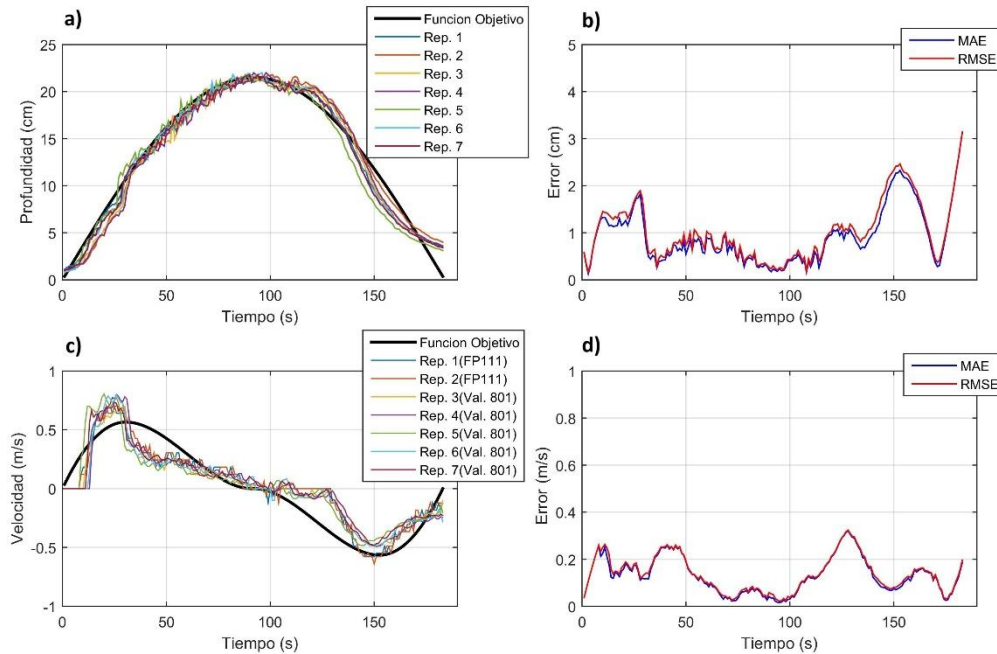 a)
Funcion Objetivo
Rep. 1
Rep. 2
Rep. 3
Rep. 4
Rep. 5
Rep. 6
Rep. 7
25
20
15
10
5
0
Profundidad (cm)
0 50 100 150
Tiempo (s)
b)
MAE
RMSE
5
4
3
2
1
0
Error (cm)
0 50 100 150
Tiempo (s)
c)
Funcion Objetivo
Rep. 1(FP111)
Rep. 2(FP111)
Rep. 3(Val. 801)
Rep. 4(Val. 801)
Rep. 5(Val. 801)
Rep. 6(Val. 801)
Rep. 7(Val. 801)
1
0.5
0
-0.5
-1
Velocidad (m/s)
0 50 100 150
Tiempo (s)
d)
MAE
RMSE
1
0.8
0.6
0.4
0.2
0
Error (m/s)
0 50 100 150
Tiempo (s)